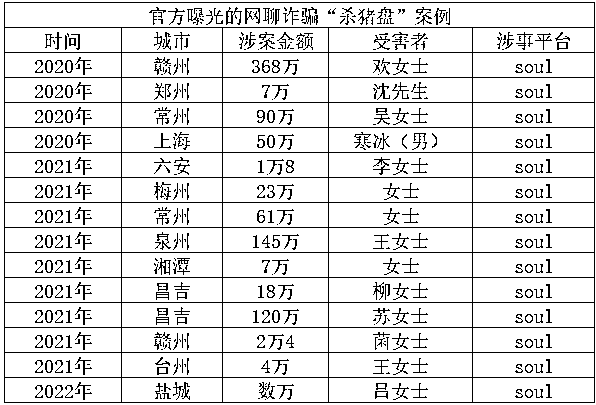 官方曝光的网聊诈骗“杀猪盘”案例
时间 城市 涉案金额 受害者 涉事平台
2020年 赣州 368万 欢女士 soul
2020年 郑州 7万 沈先生 soul
2020年 常州 90万 吴女士 soul
2020年 上海 50万 寒冰（男） soul
2021年 六安 1万8 李女士 soul
2021年 梅州 23万 女士 soul
2021年 常州 61万 女士 soul
2021年 泉州 145万 王女士 soul
2021年 湘潭 7万 女士 soul
2021年 昌吉 18万 柳女士 soul
2021年 昌吉 120万 苏女士 soul
2021年 赣州 2万4 菌女士 soul
2021年 台州 4万 王女士 soul
2022年 盐城 数万 吕女士 soul